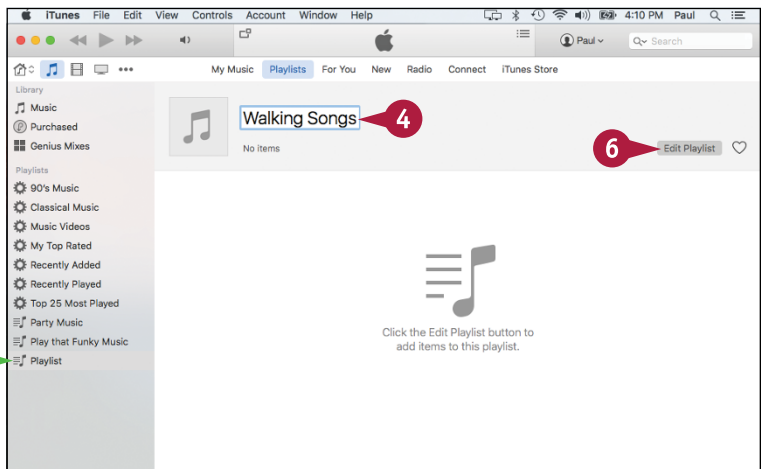 iTunes File Edit View Controls Account Window Help 4:10 PM Paul
Paul Search
My Music Playlists For You New Radio Connect iTunes Store
Library
Music
Purchased
Genius Mixes
Playlists
90's Music
Classical Music
Music Videos
My Top Rated
Recently Added
Recently Played
Top 25 Most Played
Party Music
Play that Funky Music
Playlist
Walking Songs 4
No items
6 Edit Playlist
Click the Edit Playlist button to
add items to this playlist.